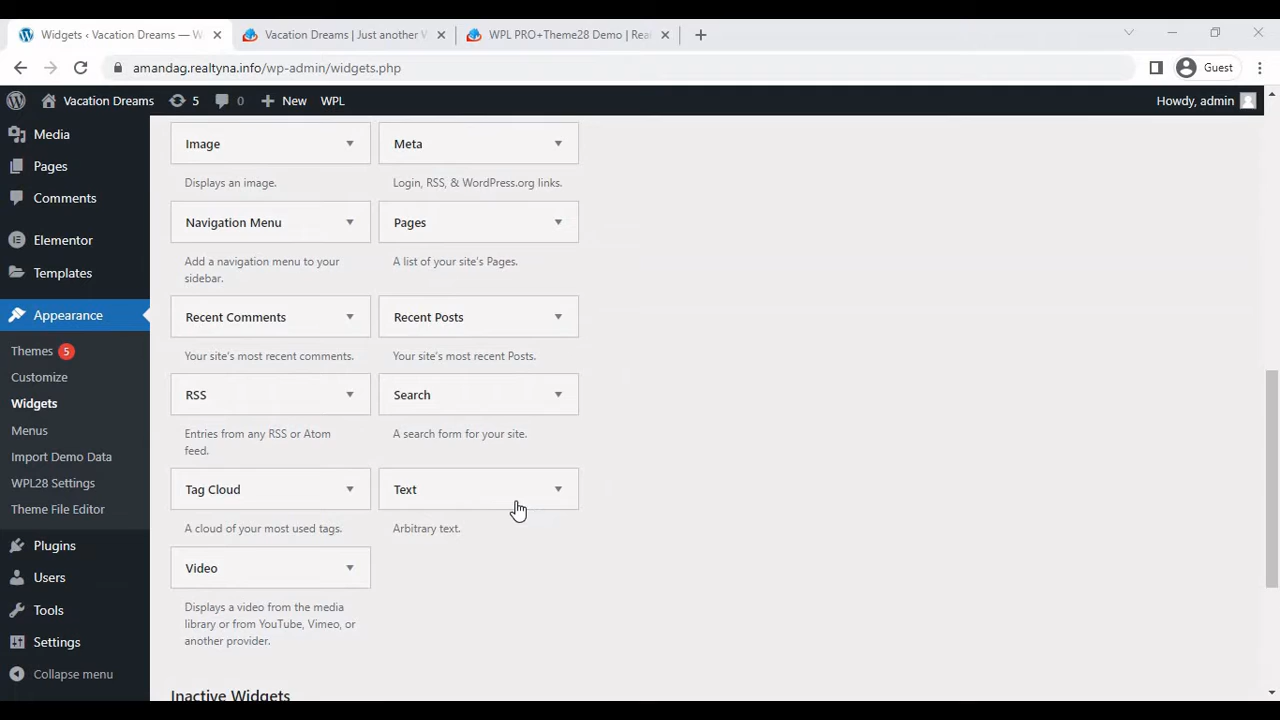 Widgets ‹ Vacation Dreams — W
Vacation Dreams | Just another W
WPL PRO+Theme28 Demo | Real
amandag.realtyna.info/wp-admin/widgets.php
Guest
Vacation Dreams
5
0
New
WPL
Howdy, admin
Media
Pages
Comments
Elementor
Templates
Appearance
Themes 5
Customize
Widgets
Menus
Import Demo Data
WPL28 Settings
Theme File Editor
Plugins
Users
Tools
Settings
Collapse menu
Image
Displays an image.
Meta
Login, RSS, & WordPress.org links.
Navigation Menu
Add a navigation menu to your
sidebar.
Pages
A list of your site's Pages.
Recent Comments
Your site's most recent comments.
Recent Posts
Your site's most recent Posts.
RSS
Entries from any RSS or Atom
feed.
Search
A search form for your site.
Tag Cloud
A cloud of your most used tags.
Text
Arbitrary text.
Video
Displays a video from the media
library or from YouTube, Vimeo, or
another provider.
Inactive Widgets